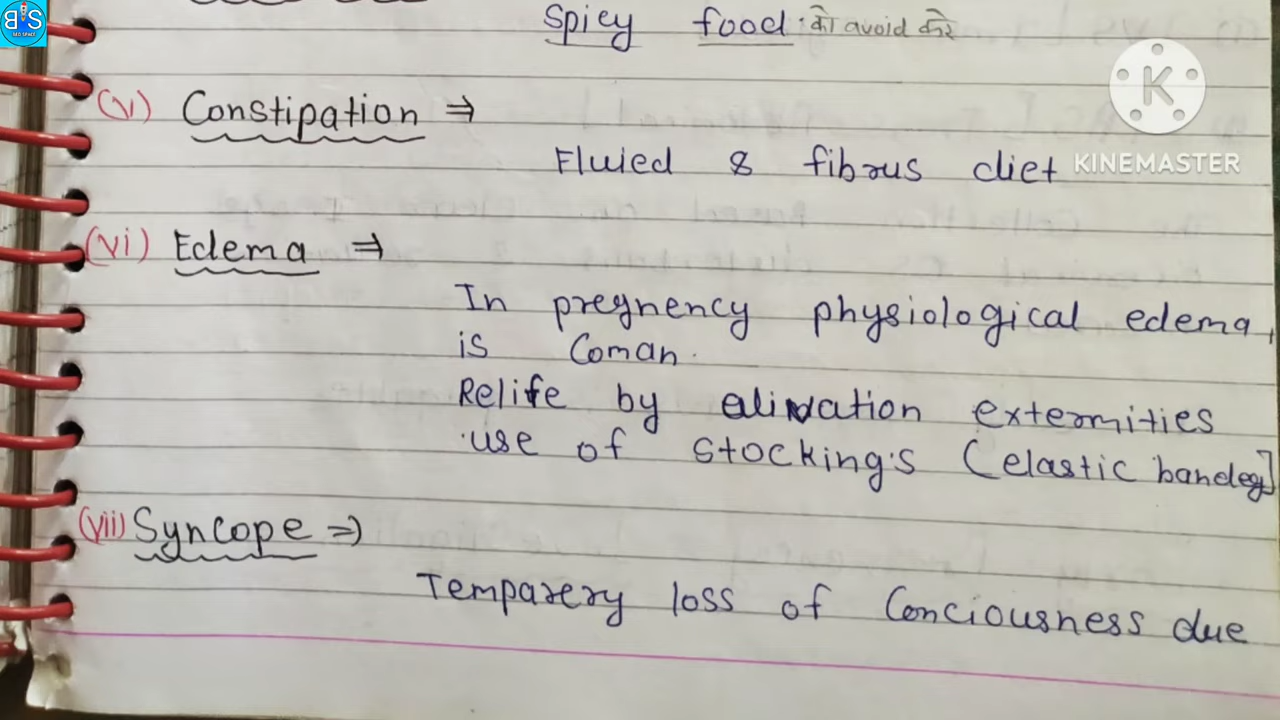 Spicy food: को avoid करे
(v) Constipation ⇒
Fluied & fibrus diet
KINEMASTER
(vi) Edema ⇒
In pregnency physiological edema,
is Coman.
Relife by alivation extermities
use of Stocking's (elastic bandeg]
(vii) Syncope ⇒
Temparery loss of Conciousness due